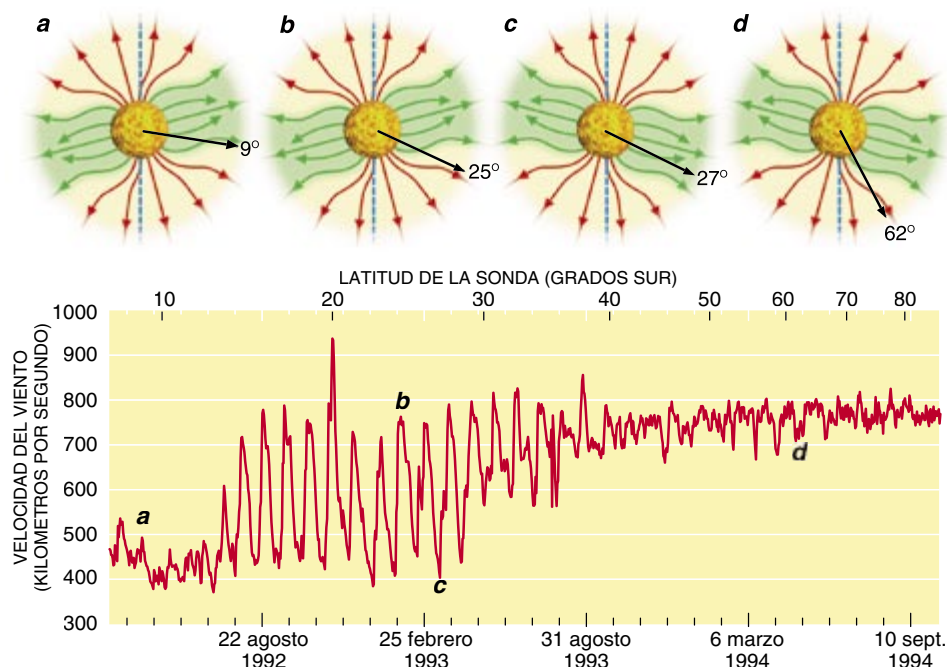 a
b
c
d
9°
25°
27°
62°
LATITUD DE LA SONDA (GRADOS SUR)
10 20 30 40 50 60 70 80
VELOCIDAD DEL VIENTO
(KILOMETROS POR SEGUNDO)
1000
900
800
700
600
500
400
300
a
b
c
d
22 agosto
1992
25 febrero
1993
31 agosto
1993
6 marzo
1994
10 sept.
1994